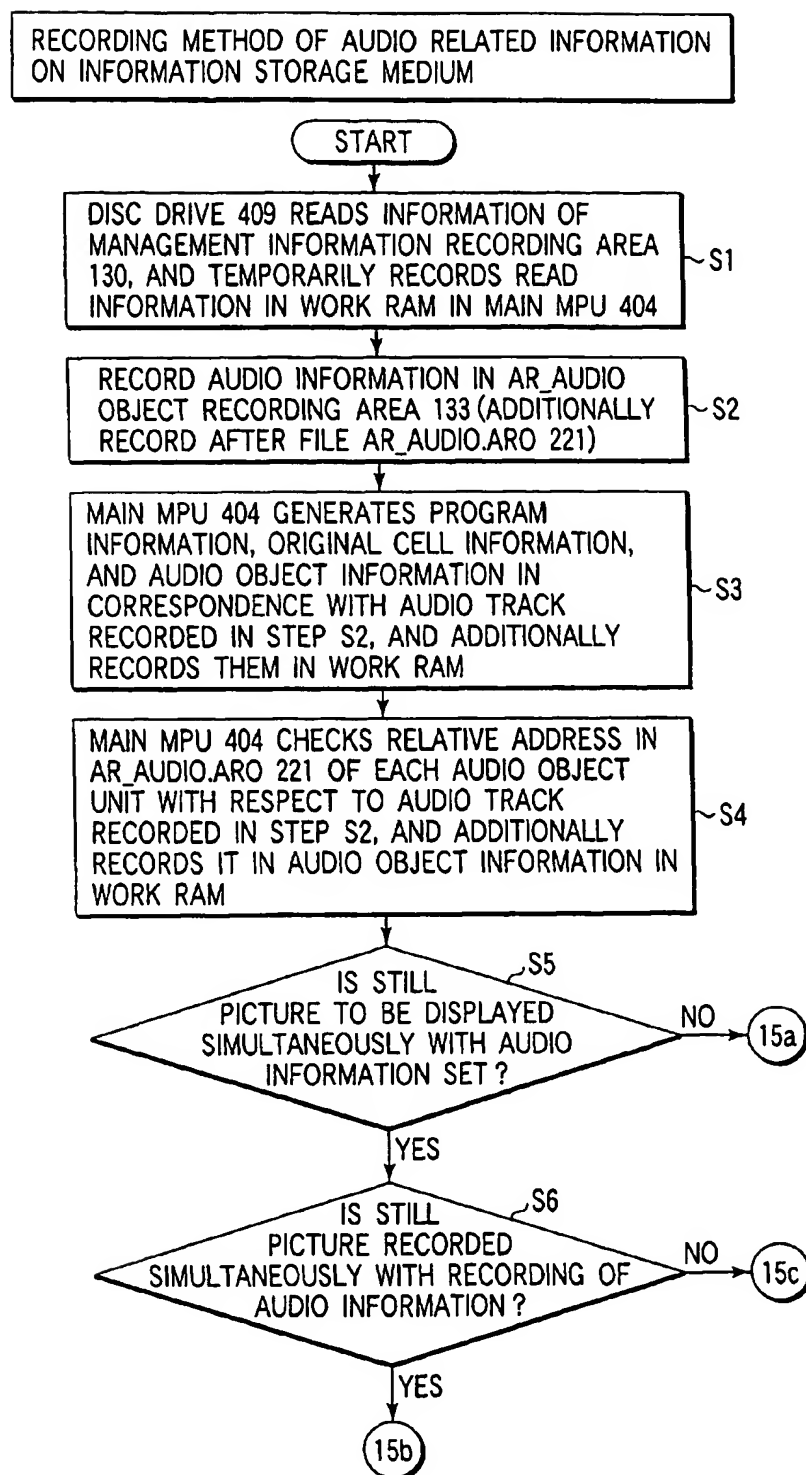 RECORDING METHOD OF AUDIO RELATED INFORMATION
ON INFORMATION STORAGE MEDIUM
START
DISC DRIVE 409 READS INFORMATION OF
MANAGEMENT INFORMATION RECORDING AREA
130, AND TEMPORARILY RECORDS READ
INFORMATION IN WORK RAM IN MAIN MPU 404
S1
RECORD AUDIO INFORMATION IN AR_AUDIO
OBJECT RECORDING AREA 133 (ADDITIONALLY
RECORD AFTER FILE AR_AUDIO.ARO 221)
S2
MAIN MPU 404 GENERATES PROGRAM
INFORMATION, ORIGINAL CELL INFORMATION,
AND AUDIO OBJECT INFORMATION IN
CORRESPONDENCE WITH AUDIO TRACK
RECORDED IN STEP S2, AND ADDITIONALLY
RECORDS THEM IN WORK RAM
S3
MAIN MPU 404 CHECKS RELATIVE ADDRESS IN
AR_AUDIO.ARO 221 OF EACH AUDIO OBJECT
UNIT WITH RESPECT TO AUDIO TRACK
RECORDED IN STEP S2, AND ADDITIONALLY
RECORDS IT IN AUDIO OBJECT INFORMATION IN
WORK RAM
S4
S5
IS STILL
PICTURE TO BE DISPLAYED
SIMULTANEOUSLY WITH AUDIO
INFORMATION SET ?
NO
15a
YES
S6
IS STILL
PICTURE RECORDED
SIMULTANEOUSLY WITH RECORDING OF
AUDIO INFORMATION ?
NO
15c
YES
15b